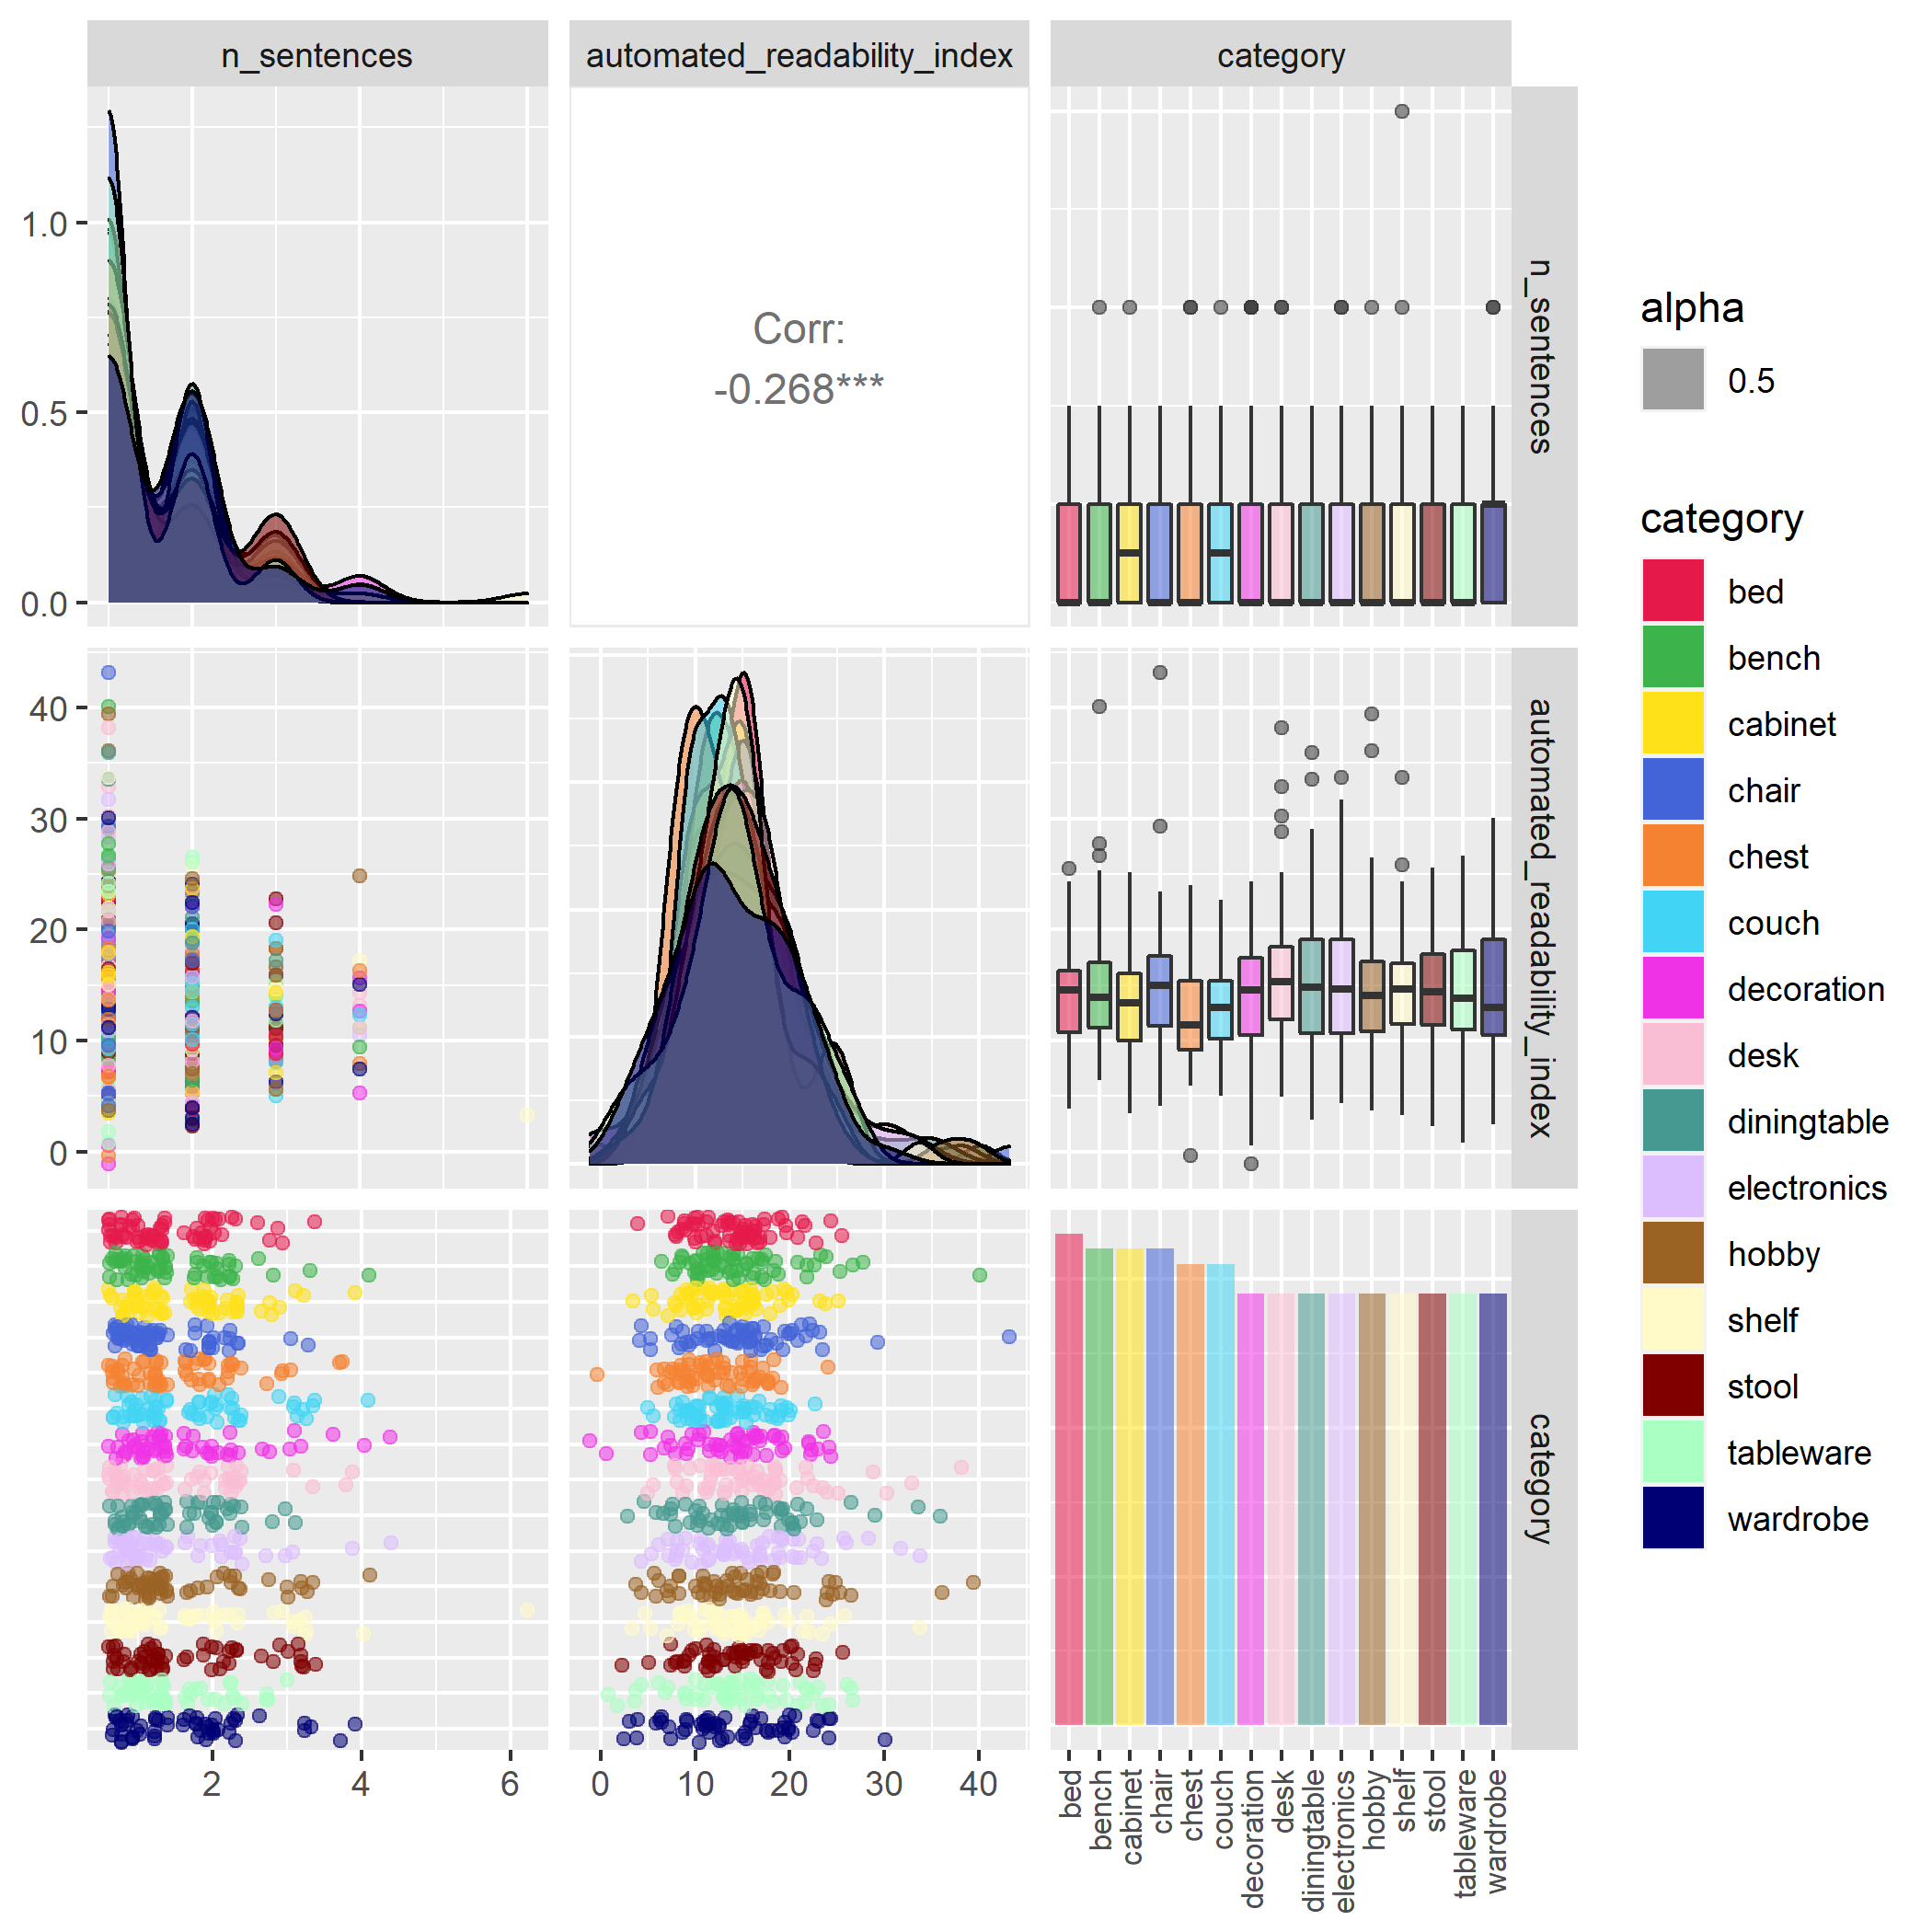 n_sentences
automated_readability_index
category
1.0
0.5
0.0
Corr:
-0.268***
n_sentences
40
30
20
10
0
automated_readability_index
category
2
4
6
0
10
20
30
40
bed
bench
cabinet
chair
chest
couch
decoration
desk
diningtable
electronics
hobby
shelf
stool
tableware
wardrobe
alpha
0.5
category
bed
bench
cabinet
chair
chest
couch
decoration
desk
diningtable
electronics
hobby
shelf
stool
tableware
wardrobe